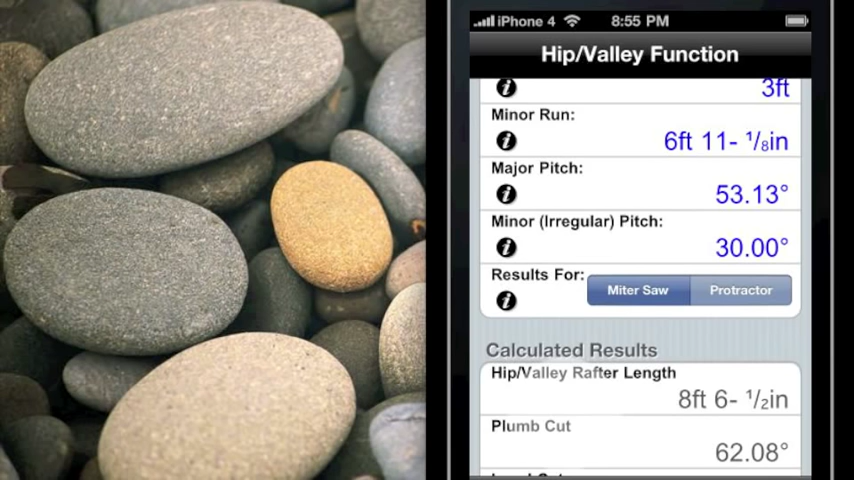 iPhone 4 8:55 PM
Hip/Valley Function
3ft
Minor Run:
6ft 11- 1/8in
Major Pitch:
53.13°
Minor (Irregular) Pitch:
30.00°
Results For:
Miter Saw Protractor
Calculated Results
Hip/Valley Rafter Length
8ft 6- 1/2in
Plumb Cut
62.08°